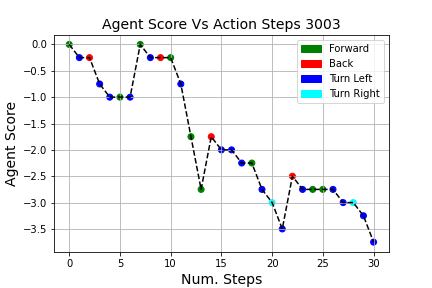 Agent Score Vs Action Steps 3003
Forward
Back
Turn Left
Turn Right
Agent Score
0.0
−0.5
−1.0
−1.5
−2.0
−2.5
−3.0
−3.5
0 5 10 15 20 25 30
Num. Steps